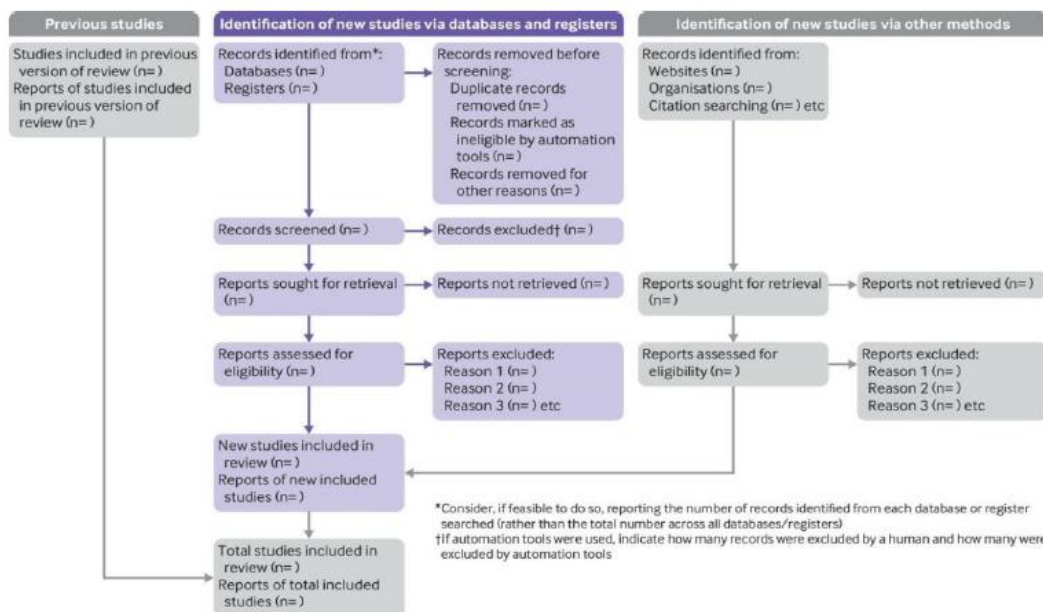 Previous studies
Studies included in previous
version of review (n= )
Reports of studies included
in previous version of
review (n= )
Identification of new studies via databases and registers
Records identified from*:
Databases (n= )
Registers (n= )
Records removed before
screening:
Duplicate records
removed (n= )
Records marked as
ineligible by automation
tools (n= )
Records removed for
other reasons (n= )
Records screened (n= )
Records excluded† (n= )
Reports sought for retrieval
(n= )
Reports not retrieved (n= )
Reports assessed for
eligibility (n= )
Reports excluded:
Reason 1 (n= )
Reason 2 (n= )
Reason 3 (n= ) etc
New studies included in
review (n= )
Reports of new included
studies (n= )
Total studies included in
review (n= )
Reports of total included
studies (n= )
Identification of new studies via other methods
Records identified from:
Websites (n= )
Organisations (n= )
Citation searching (n= ) etc
Reports sought for retrieval
(n= )
Reports not retrieved (n= )
Reports assessed for
eligibility (n= )
Reports excluded:
Reason 1 (n= )
Reason 2 (n= )
Reason 3 (n= ) etc
*Consider, if feasible to do so, reporting the number of records identified from each database or register
searched (rather than the total number across all databases/registers)
†If automation tools were used, indicate how many records were excluded by a human and how many were
excluded by automation tools